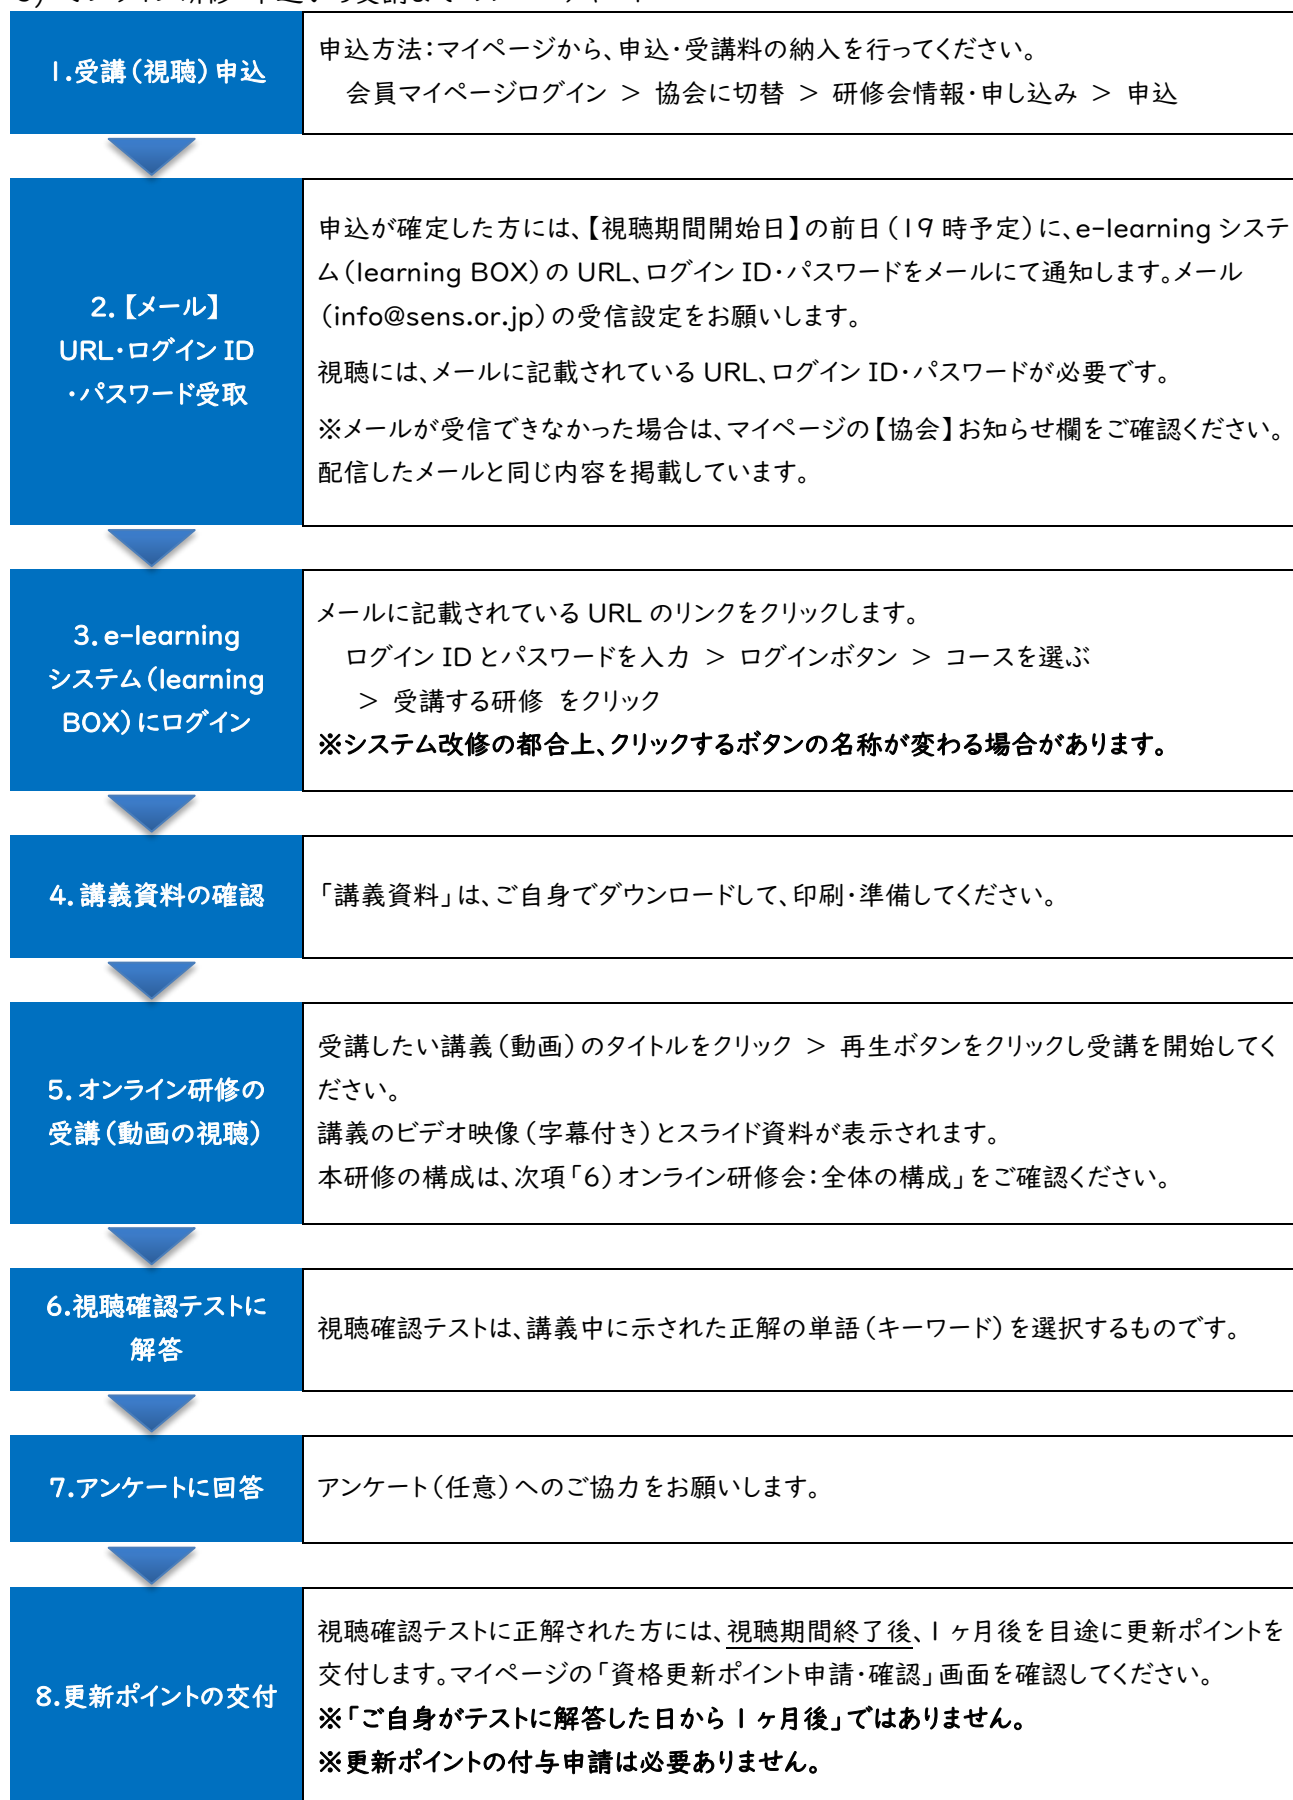 1.受講(視聴)申込
申込方法:マイページから、申込・受講料の納入を行ってください。
会員マイページログイン > 協会に切替 > 研修会情報・申し込み > 申込
2.【メール】
URL・ログイン ID
・パスワード受取
申込が確定した方には、【視聴期間開始日】の前日(19 時予定)に、e-learning システ
ム(learning BOX)の URL、ログイン ID・パスワードをメールにて通知します。メール
(info@sens.or.jp)の受信設定をお願いします。
視聴には、メールに記載されている URL、ログイン ID・パスワードが必要です。
※メールが受信できなかった場合は、マイページの【協会】お知らせ欄をご確認ください。
配信したメールと同じ内容を掲載しています。
3.e-learning
システム(learning
BOX)にログイン
メールに記載されている URL のリンクをクリックします。
ログイン ID とパスワードを入力 > ログインボタン > コースを選ぶ
> 受講する研修 をクリック
※システム改修の都合上、クリックするボタンの名称が変わる場合があります。
4.講義資料の確認
「講義資料」は、ご自身でダウンロードして、印刷・準備してください。
5.オンライン研修の
受講(動画の視聴)
受講したい講義(動画)のタイトルをクリック > 再生ボタンをクリックし受講を開始してく
ださい。
講義のビデオ映像(字幕付き)とスライド資料が表示されます。
本研修の構成は、次項「6)オンライン研修会:全体の構成」をご確認ください。
6.視聴確認テストに
解答
視聴確認テストは、講義中に示された正解の単語(キーワード)を選択するものです。
7.アンケートに回答
アンケート(任意)へのご協力をお願いします。
8.更新ポイントの交付
視聴確認テストに正解された方には、視聴期間終了後、1 ヶ月後を目途に更新ポイントを
交付します。マイページの「資格更新ポイント申請・確認」画面を確認してください。
※「ご自身がテストに解答した日から 1 ヶ月後」ではありません。
※更新ポイントの付与申請は必要ありません。